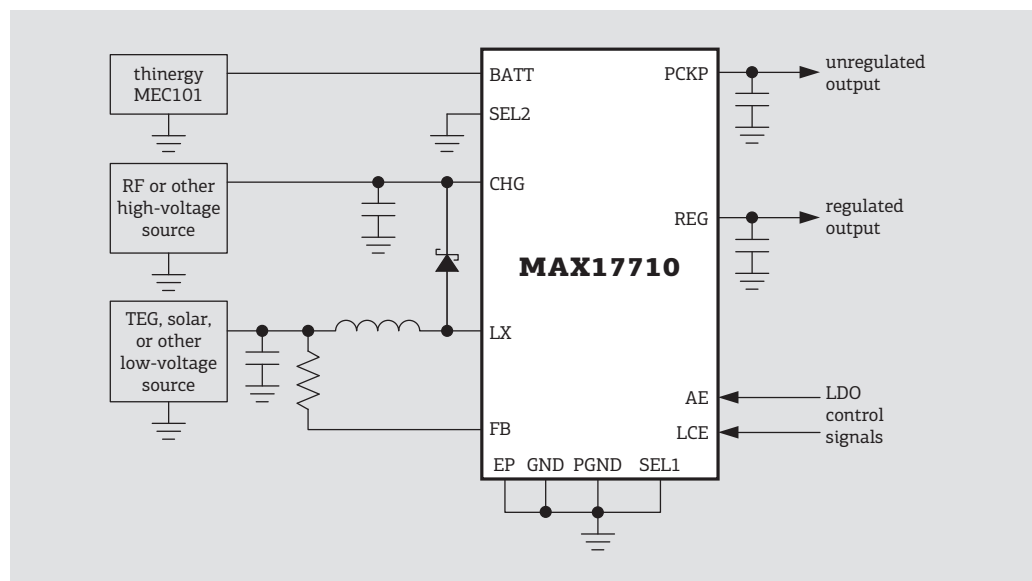 thinergy
MEC101
RF or other
high-voltage
source
TEG, solar,
or other
low-voltage
source
BATT
SEL2
CHG
LX
FB
MAX17710
EP GND PGND SEL1
PCKP
REG
AE
LCE
unregulated
output
regulated
output
LDO
control
signals